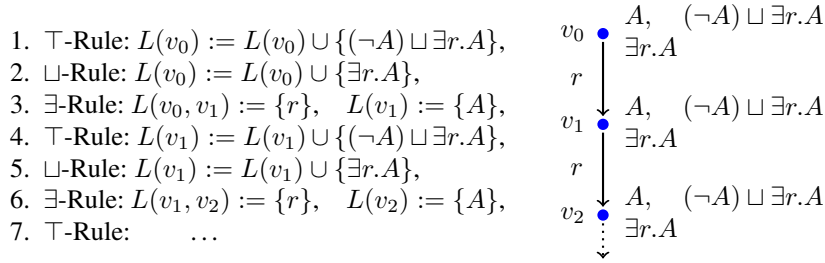 1. ⊤-Rule: L(v₀) := L(v₀) ∪ {(¬A) ⊔ ∃r.A},
2. ⊔-Rule: L(v₀) := L(v₀) ∪ {∃r.A},
3. ∃-Rule: L(v₀, v₁) := {r}, L(v₁) := {A},
4. ⊤-Rule: L(v₁) := L(v₁) ∪ {(¬A) ⊔ ∃r.A},
5. ⊔-Rule: L(v₁) := L(v₁) ∪ {∃r.A},
6. ∃-Rule: L(v₁, v₂) := {r}, L(v₂) := {A},
7. ⊤-Rule: ...
v₀ A, (¬A) ⊔ ∃r.A
∃r.A
r
v₁ A, (¬A) ⊔ ∃r.A
∃r.A
r
v₂ A, (¬A) ⊔ ∃r.A
∃r.A